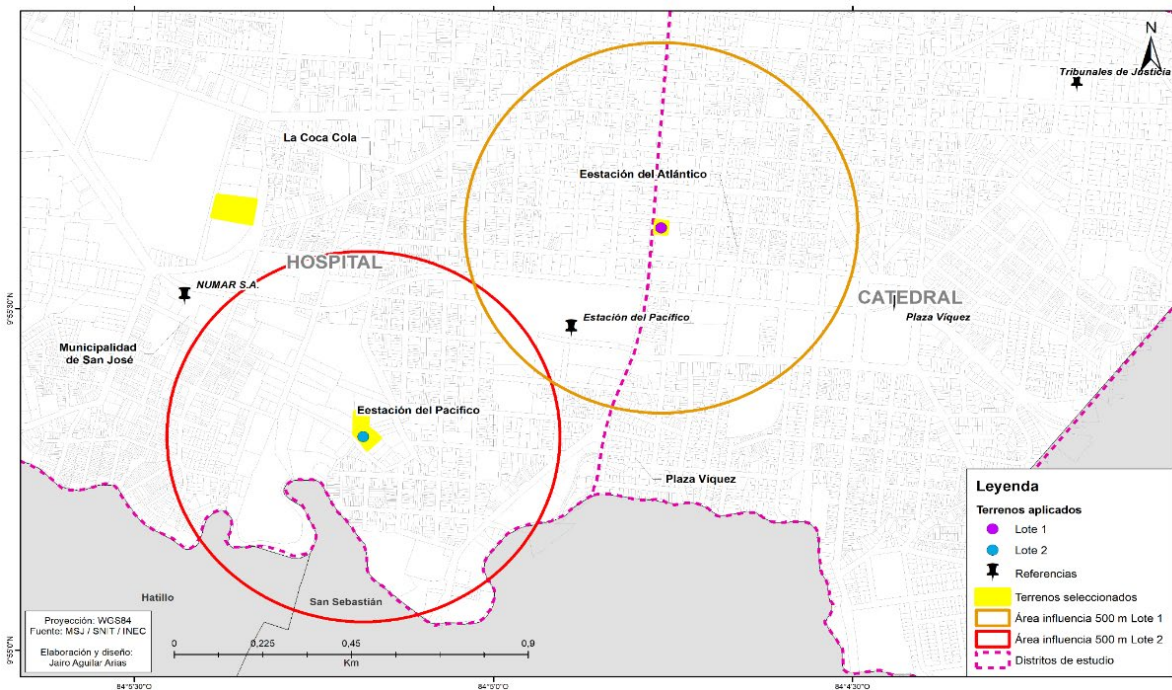 N
Tribunales de Justicia
La Coca Cola
Eestación del Atlántico
HOSPITAL
NUMAR S.A.
CATEDRAL
Plaza Víquez
Estación del Pacífico
9°55'30"N
Municipalidad
de San José
Eestación del Pacífico
Plaza Víquez
Hatillo
San Sebastián
Proyección: WGS84
Fuente: MSJ / SNIT / INEC
Elaboración y diseño:
Jairo Aguilar Arias
0 0,225 0,45 0,9
Km
Leyenda
Terrenos aplicados
Lote 1
Lote 2
Referencias
Terrenos seleccionados
Área influencia 500 m Lote 1
Área influencia 500 m Lote 2
Distritos de estudio
9°55'0"N
84°5'30"O 84°5'0"O 84°4'30"O